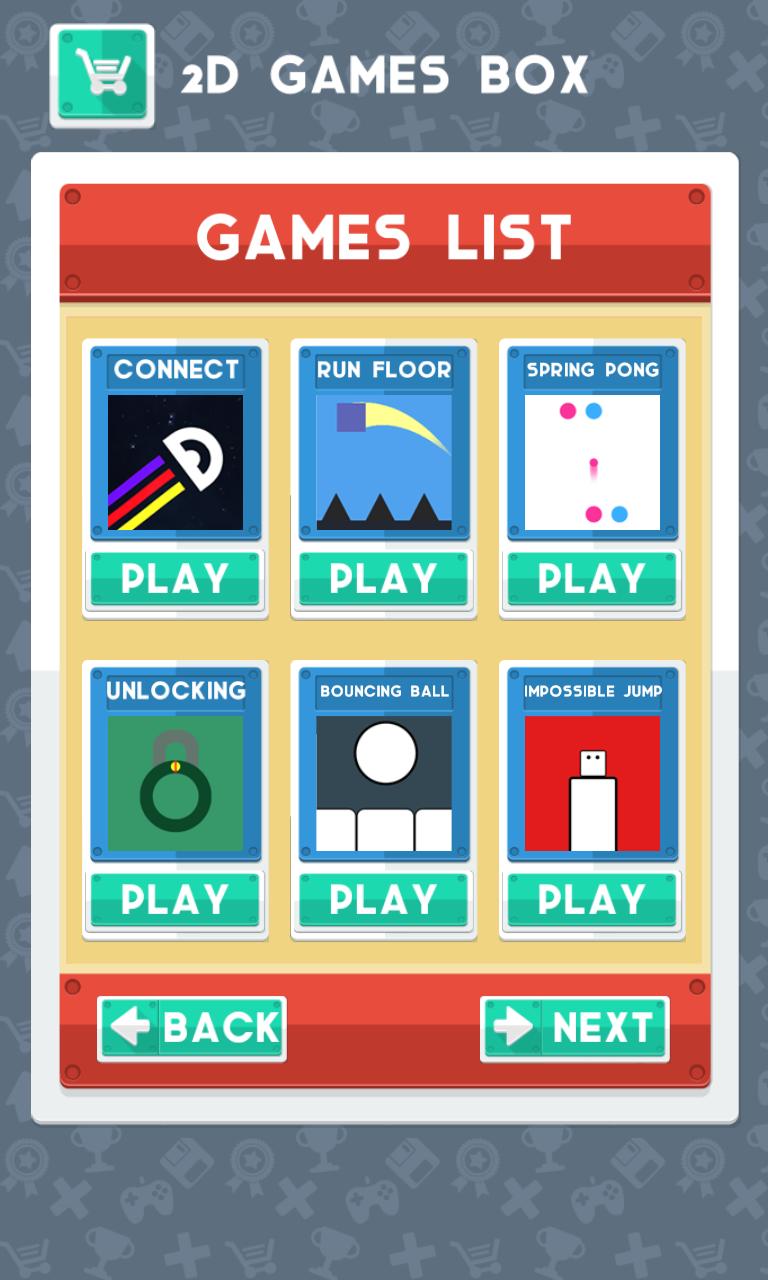 2D GAMES BOX
GAMES LIST
CONNECT RUN FLOOR SPRING PONG
PLAY PLAY PLAY
UNLOCKING BOUNCING BALL IMPOSSIBLE JUMP
PLAY PLAY PLAY
BACK NEXT